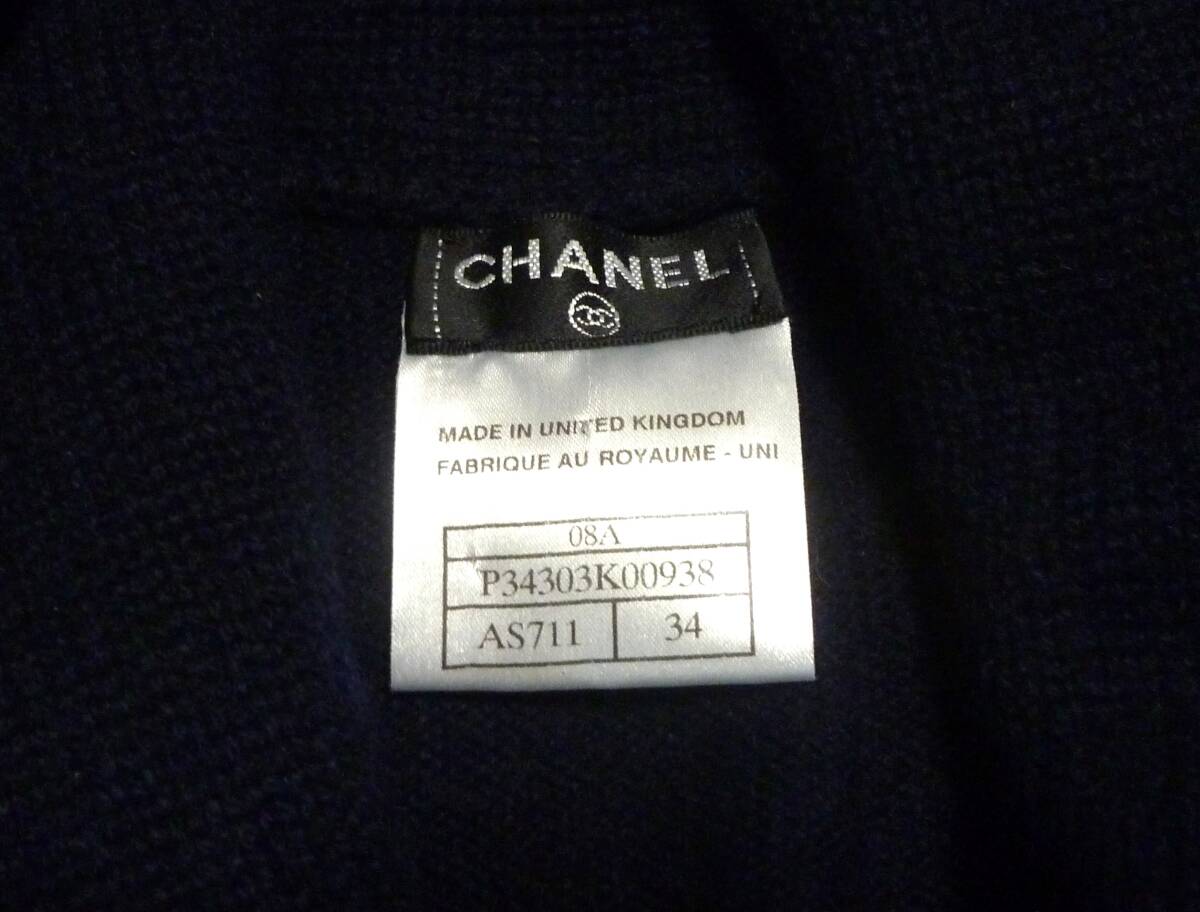 CHANEL
MADE IN UNITED KINGDOM
FABRIQUE AU ROYAUME - UNI
08A
P34303K00938
AS711 34